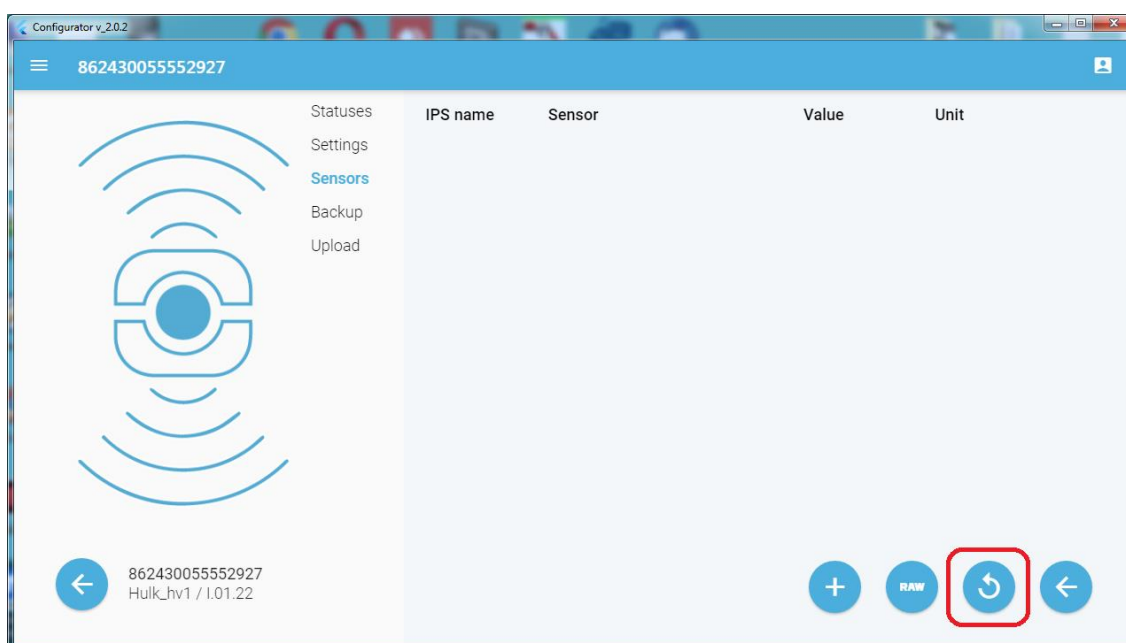 Configurator v_2.0.2
862430055552927
Statuses
Settings
Sensors
Backup
Upload
IPS name Sensor Value Unit
862430055552927
Hulk_hv1 / I.01.22
RAW